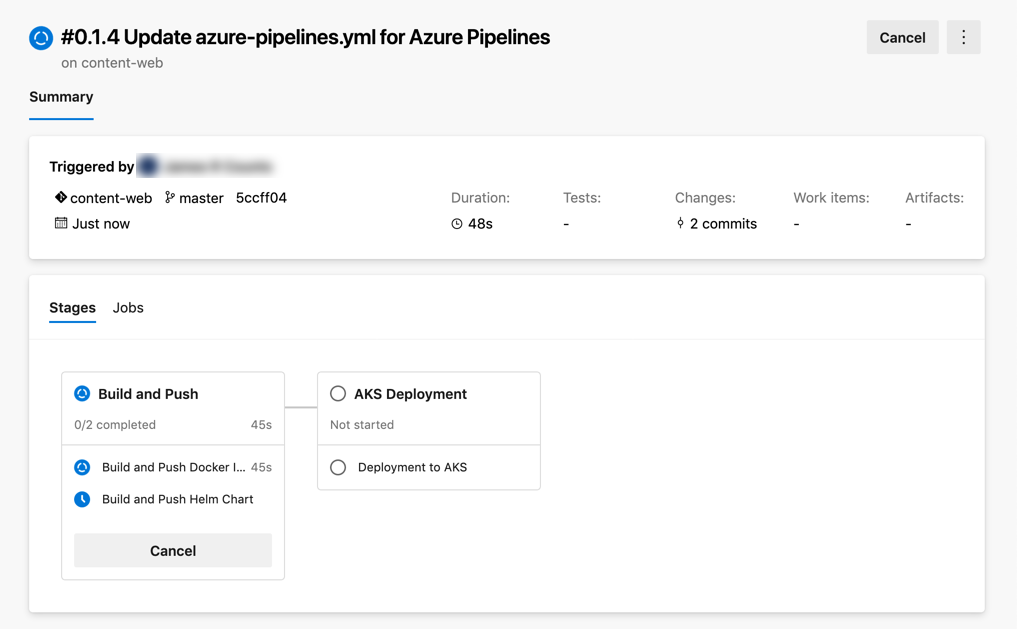 #0.1.4 Update azure-pipelines.yml for Azure Pipelines
Cancel
on content-web
Summary
Triggered by
content-web master 5ccff04
Just now
Duration: Tests: Changes: Work items: Artifacts:
48s - 2 commits - -
Stages Jobs
Build and Push
0/2 completed 45s
Build and Push Docker I... 45s
Build and Push Helm Chart
Cancel
AKS Deployment
Not started
Deployment to AKS